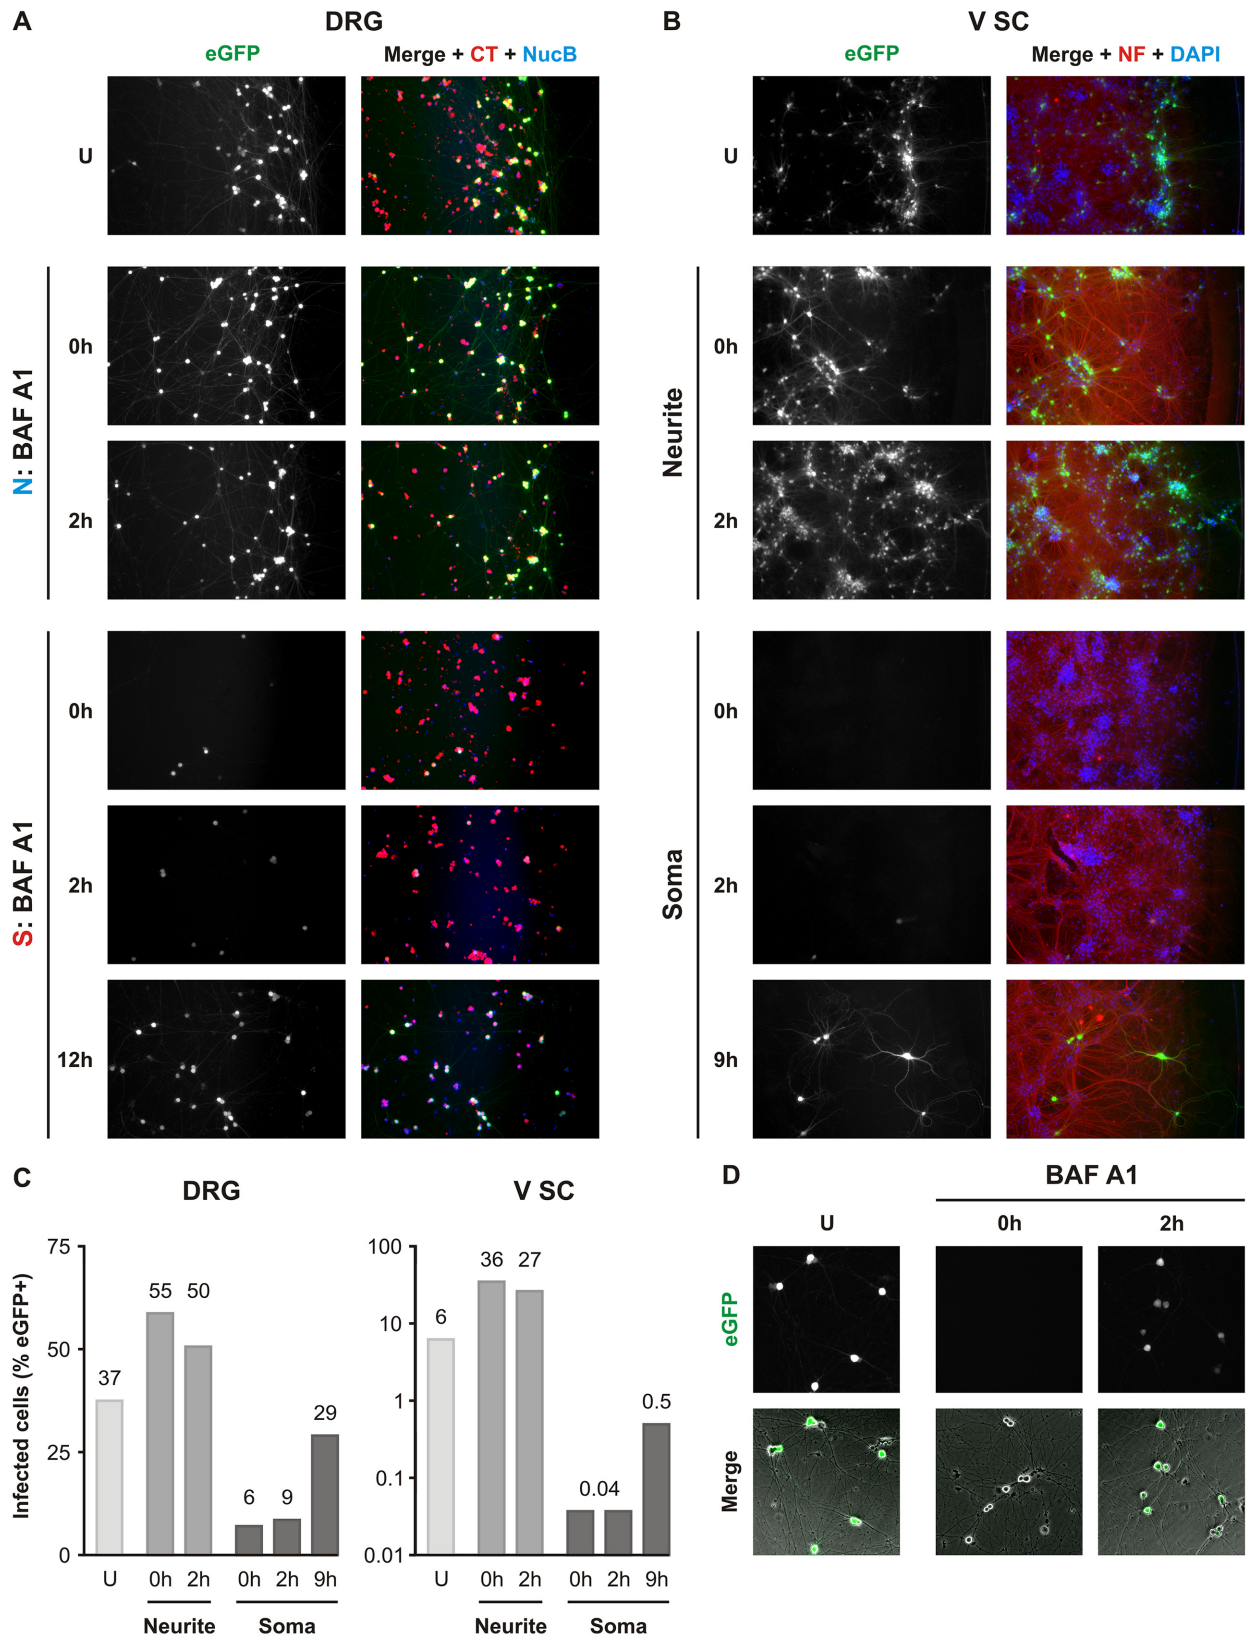 A
DRG
eGFP
Merge + CT + NucB
U
N: BAF A1
0h
2h
S: BAF A1
0h
2h
12h
B
V SC
eGFP
Merge + NF + DAPI
U
Neurite
0h
2h
Soma
0h
2h
9h
C
DRG
Infected cells (% eGFP+)
75
50
25
0
37
55
50
6
9
29
U
0h
2h
0h
2h
9h
Neurite
Soma
V SC
100
10
1
0.1
0.01
6
36
27
0.04
0.5
U
0h
2h
0h
2h
9h
Neurite
Soma
D
BAF A1
U
0h
2h
eGFP
Merge